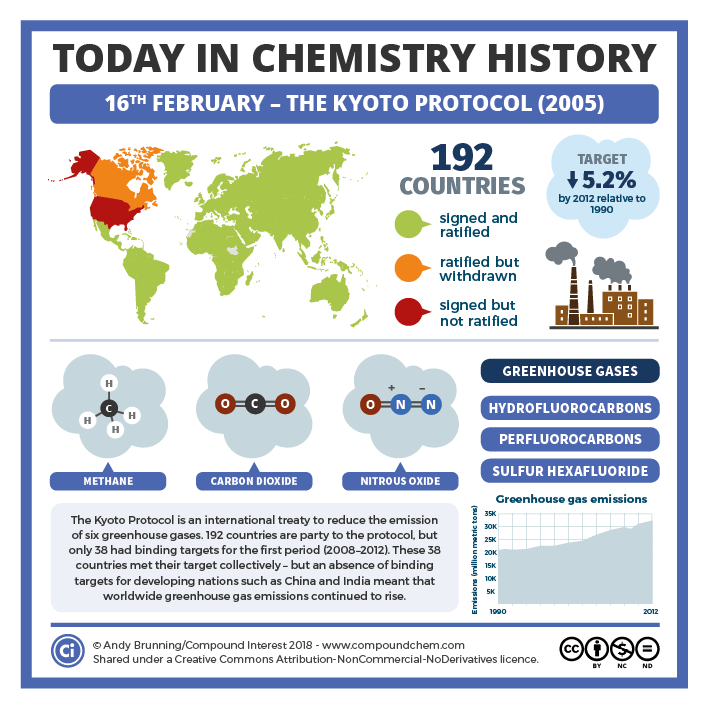 TODAY IN CHEMISTRY HISTORY
16TH FEBRUARY – THE KYOTO PROTOCOL (2005)
192
COUNTRIES
signed and
ratified
ratified but
withdrawn
signed but
not ratified
TARGET
5.2%
by 2012 relative to
1990
H
C
H
H
H
METHANE
O C O
CARBON DIOXIDE
+ –
O N N
NITROUS OXIDE
GREENHOUSE GASES
HYDROFLUOROCARBONS
PERFLUOROCARBONS
SULFUR HEXAFLUORIDE
The Kyoto Protocol is an international treaty to reduce the emission
of six greenhouse gases. 192 countries are party to the protocol, but
only 38 had binding targets for the first period (2008–2012). These 38
countries met their target collectively – but an absence of binding
targets for developing nations such as China and India meant that
worldwide greenhouse gas emissions continued to rise.
Greenhouse gas emissions
Emissions (million metric tons)
35K
30K
25K
20K
15K
10K
5K
1990 2012
Ci
© Andy Brunning/Compound Interest 2018 - www.compoundchem.com
Shared under a Creative Commons Attribution-NonCommercial-NoDerivatives licence.
CC $ =
BY NC ND